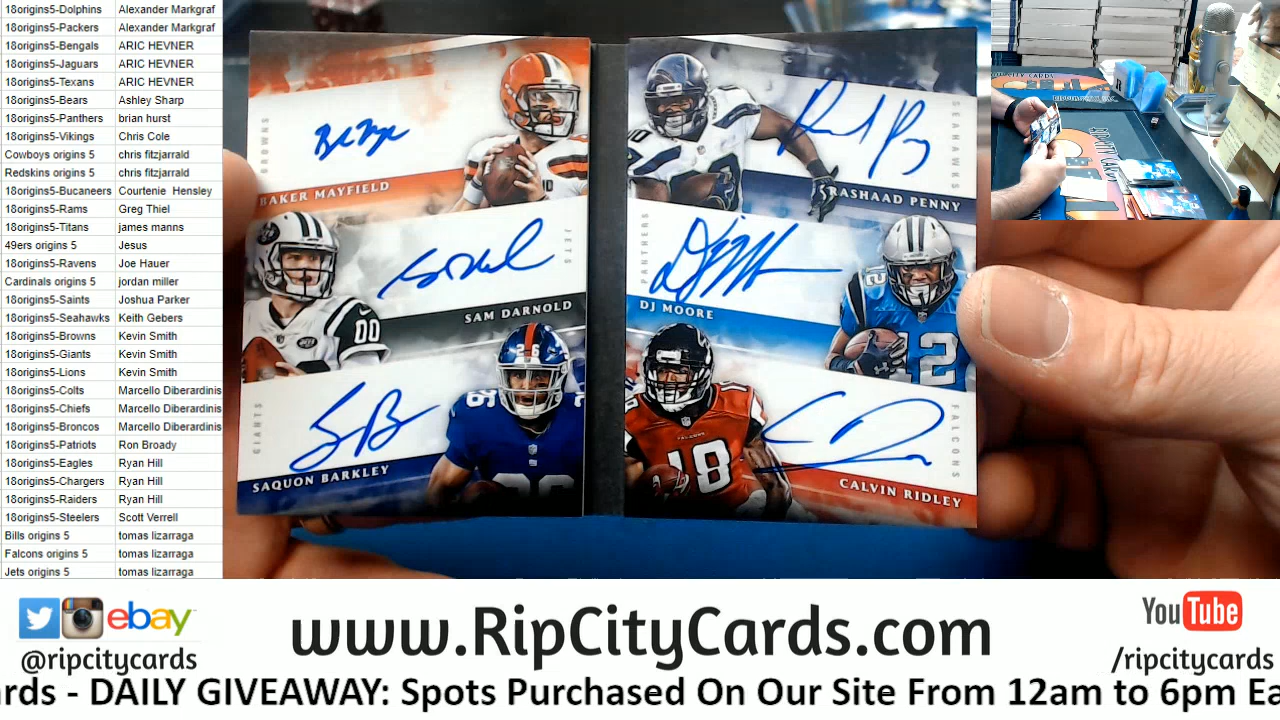 18origins5-Dolphins Alexander Markgraf
18origins5-Packers Alexander Markgraf
18origins5-Bengals ARIC HEVNER
18origins5-Jaguars ARIC HEVNER
18origins5-Texans ARIC HEVNER
18origins5-Bears Ashley Sharp
18origins5-Panthers brian hurst
18origins5-Vikings Chris Cole
Cowboys origins 5 chris fitzjarrald
Redskins origins 5 chris fitzjarrald
18origins5-Bucaneers Courtenie Hensley
18origins5-Rams Greg Thiel
18origins5-Titans james manns
49ers origins 5 Jesus
18origins5-Ravens Joe Hauer
Cardinals origins 5 jordan miller
18origins5-Saints Joshua Parker
18origins5-Seahawks Keith Gebers
18origins5-Browns Kevin Smith
18origins5-Giants Kevin Smith
18origins5-Lions Kevin Smith
18origins5-Colts Marcello Diberardinis
18origins5-Chiefs Marcello Diberardinis
18origins5-Broncos Marcello Diberardinis
18origins5-Patriots Ron Broady
18origins5-Eagles Ryan Hill
18origins5-Chargers Ryan Hill
18origins5-Raiders Ryan Hill
18origins5-Steelers Scott Verrell
Bills origins 5 tomas lizarraga
Falcons origins 5 tomas lizarraga
Jets origins 5 tomas lizarraga
BROWNS
BAKER MAYFIELD
JETS
00
SAM DARNOLD
GIANTS
26
SAQUON BARKLEY
SEAHAWKS
RASHAAD PENNY
PANTHERS
DJ MOORE
12
FALCONS
18
CALVIN RIDLEY
ebay
@ripcitycards
www.RipCityCards.com
YouTube
/ripcitycards
rds - DAILY GIVEAWAY: Spots Purchased On Our Site From 12am to 6pm Ea